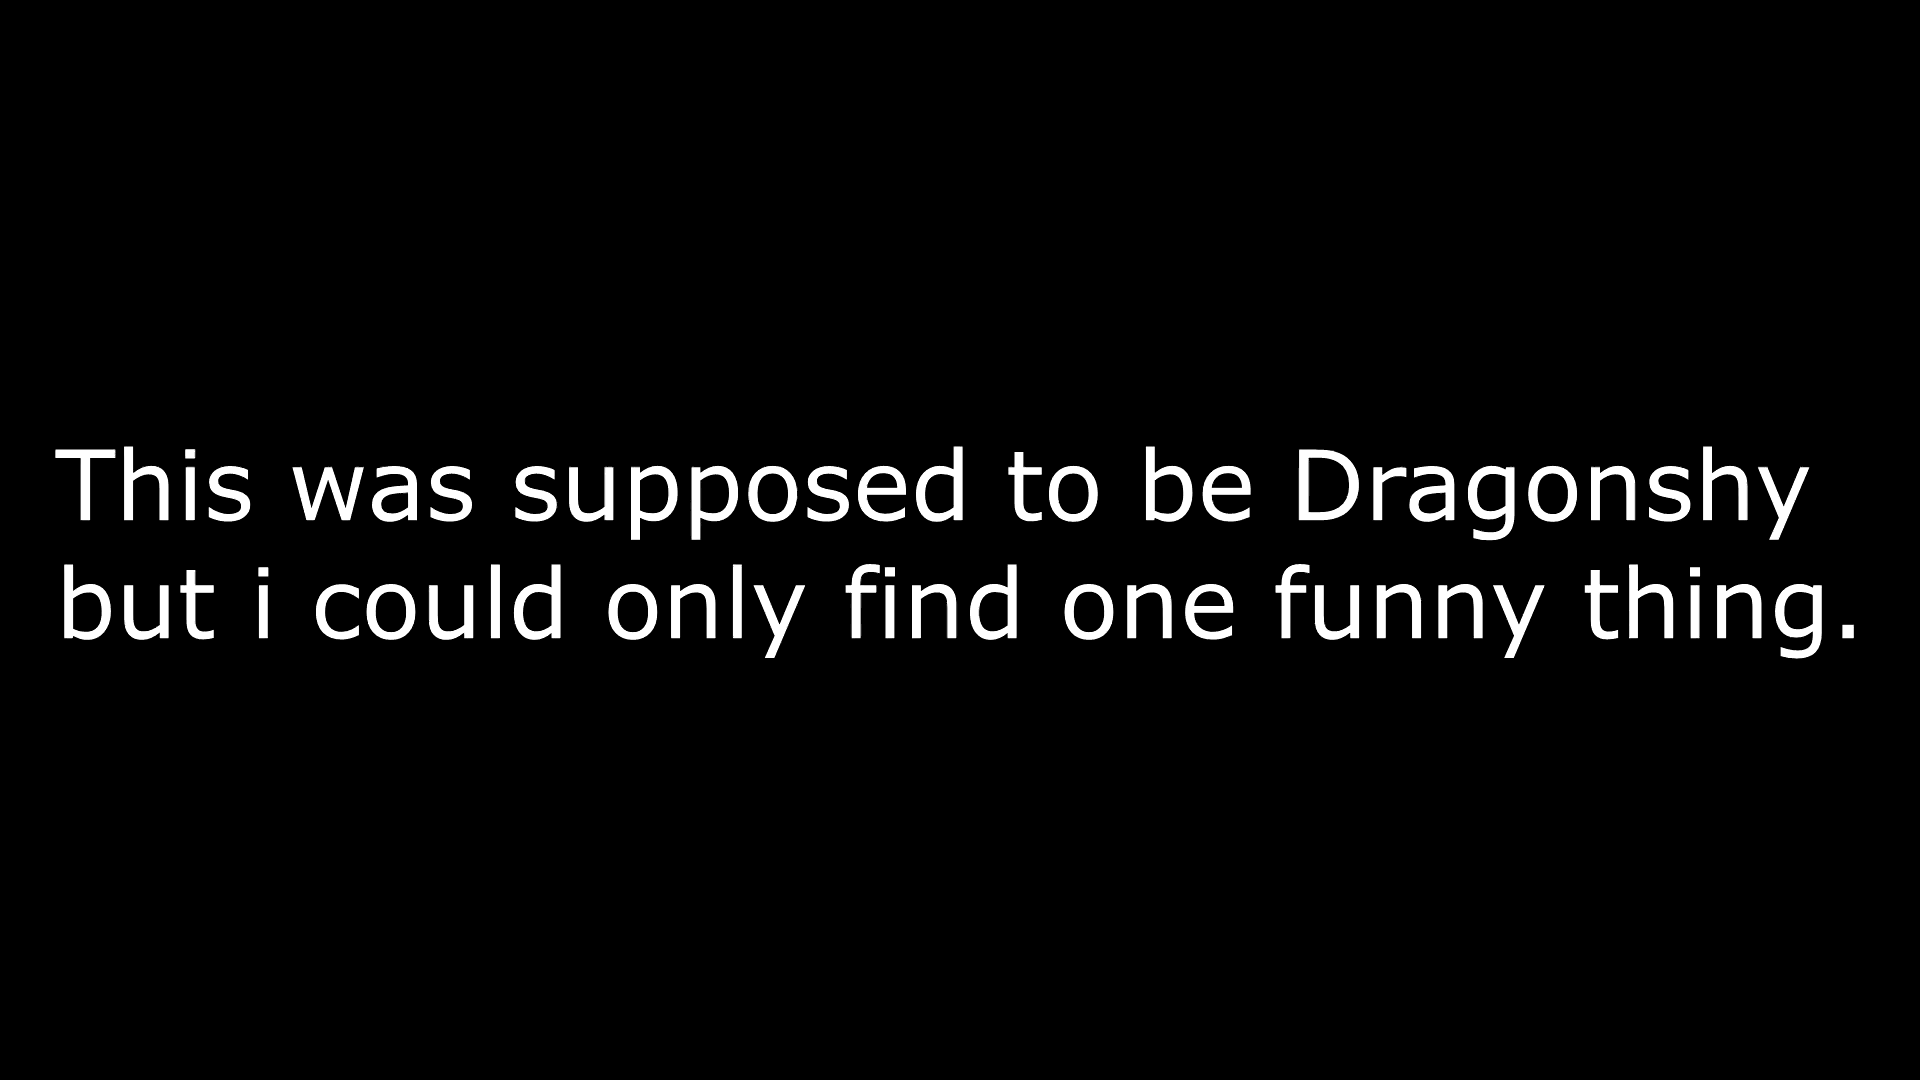 This was supposed to be Dragonshy
but i could only find one funny thing.